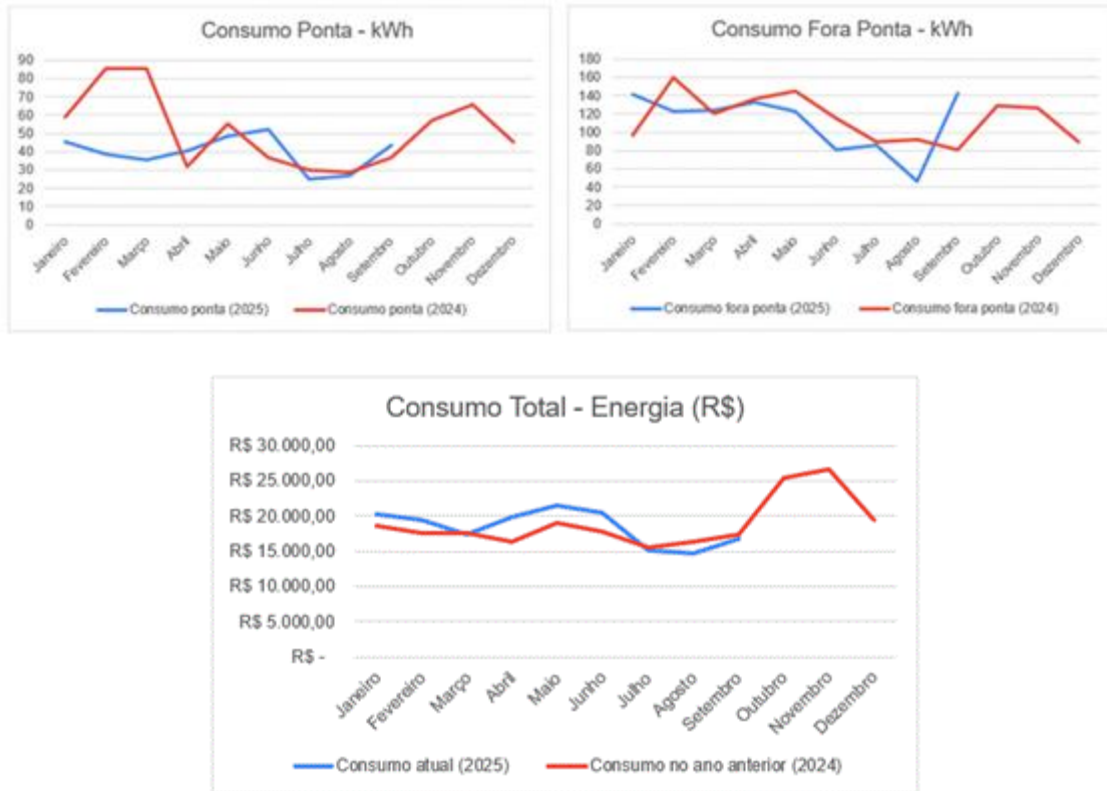 Consumo Ponta - kWh
90
80
70
60
50
40
30
20
10
0
Janeiro
Fevereiro
Março
Abril
Maio
Junho
Julho
Agosto
Setembro
Outubro
Novembro
Dezembro
Consumo ponta (2025)
Consumo ponta (2024)
Consumo Fora Ponta - kWh
180
160
140
120
100
80
60
40
20
0
Janeiro
Fevereiro
Março
Abril
Maio
Junho
Julho
Agosto
Setembro
Outubro
Novembro
Dezembro
Consumo fora ponta (2025)
Consumo fora ponta (2024)
Consumo Total - Energia (R$)
R$ 30.000,00
R$ 25.000,00
R$ 20.000,00
R$ 15.000,00
R$ 10.000,00
R$ 5.000,00
R$ -
Janeiro
Fevereiro
Março
Abril
Maio
Junho
Julho
Agosto
Setembro
Outubro
Novembro
Dezembro
Consumo atual (2025)
Consumo no ano anterior (2024)